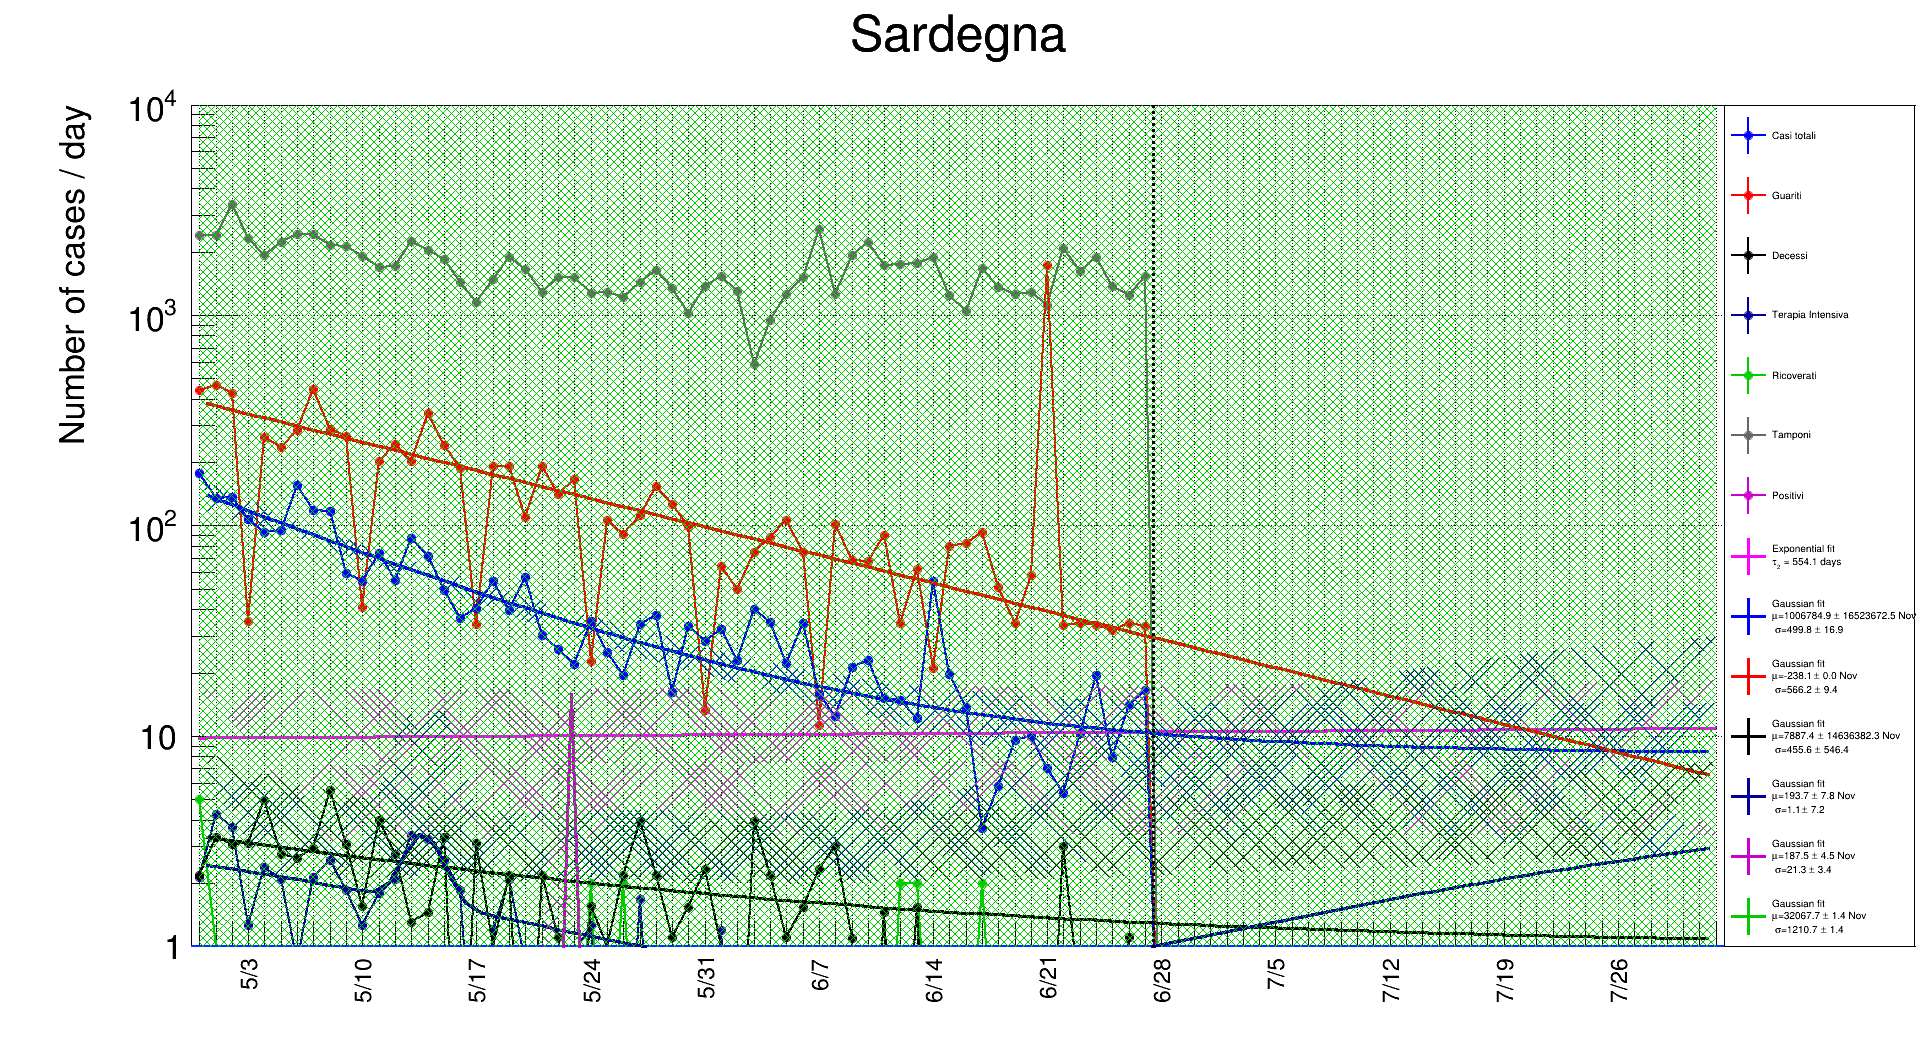 Sardegna
Number of cases / day
10^4
10^3
10^2
10
1
5/3
5/10
5/17
5/24
5/31
6/7
6/14
6/21
6/28
7/5
7/12
7/19
7/26
Casi totali
Guariti
Decessi
Terapia Intensiva
Ricoverati
Tamponi
Positivi
Exponential fit
τ₂ = 554.1 days
Gaussian fit
μ=1006784.9 ± 16523672.5 Nov
σ=499.8 ± 16.9
Gaussian fit
μ=-238.1 ± 0.0 Nov
σ=566.2 ± 9.4
Gaussian fit
μ=7887.4 ± 14636382.3 Nov
σ=455.6 ± 546.4
Gaussian fit
μ=193.7 ± 7.8 Nov
σ=1.1 ± 7.2
Gaussian fit
μ=187.5 ± 4.5 Nov
σ=21.3 ± 3.4
Gaussian fit
μ=32067.7 ± 1.4 Nov
σ=1210.7 ± 1.4